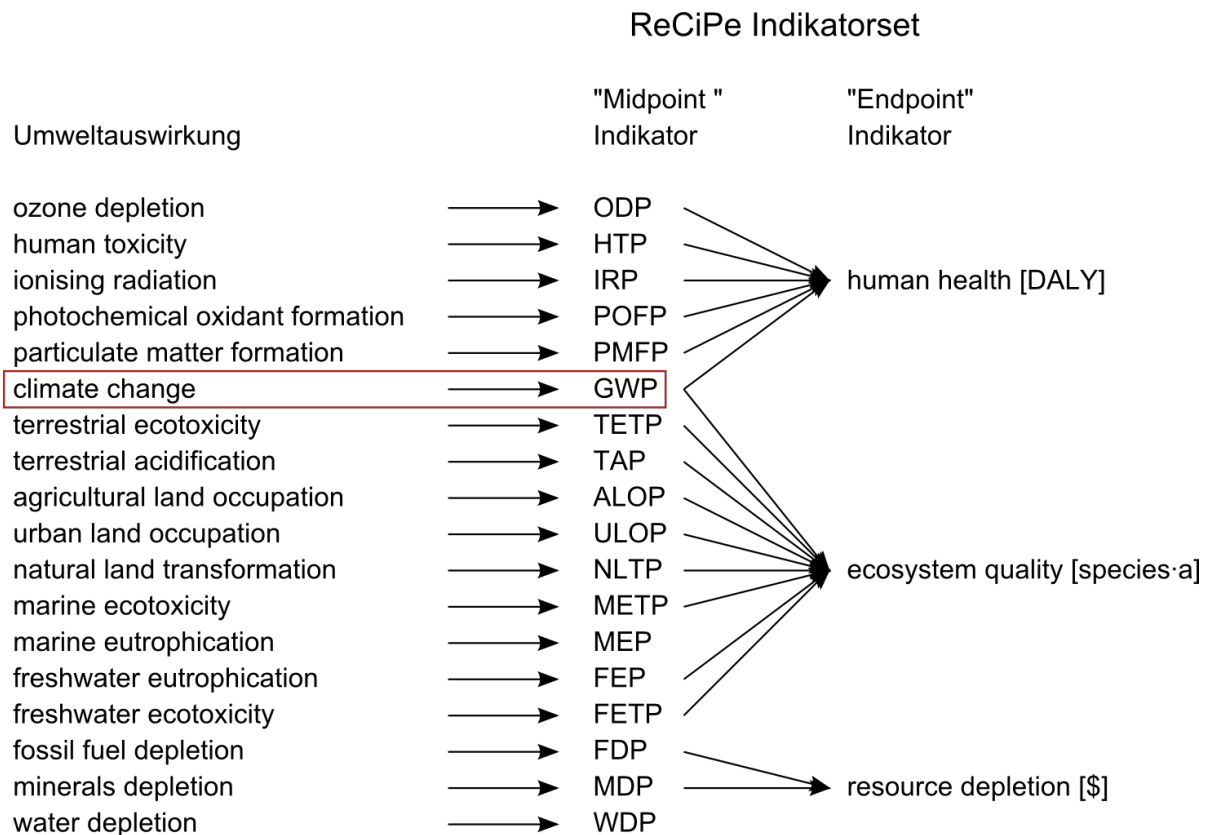 ReCiPe Indikatorset
"Midpoint " "Endpoint"
Umweltauswirkung Indikator Indikator
ozone depletion ODP
human toxicity HTP
ionising radiation IRP human health [DALY]
photochemical oxidant formation POFP
particulate matter formation PMFP
climate change GWP
terrestrial ecotoxicity TETP
terrestrial acidification TAP
agricultural land occupation ALOP
urban land occupation ULOP
natural land transformation NLTP ecosystem quality [species·a]
marine ecotoxicity METP
marine eutrophication MEP
freshwater eutrophication FEP
freshwater ecotoxicity FETP
fossil fuel depletion FDP
minerals depletion MDP resource depletion [$]
water depletion WDP